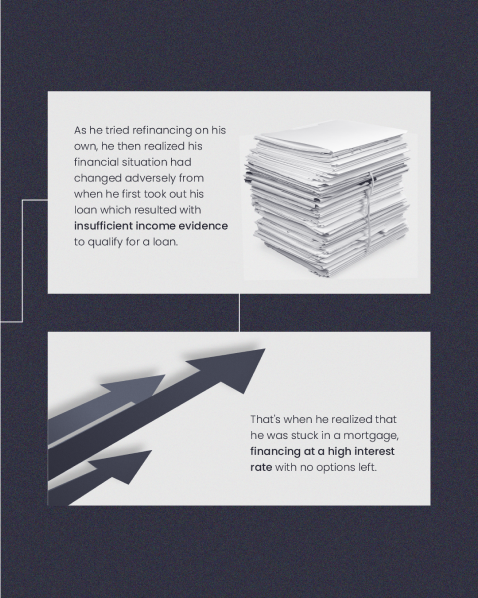 As he tried refinancing on his
own, he then realized his
financial situation had
changed adversely from
when he first took out his
loan which resulted with
insufficient income evidence
to qualify for a loan.
That's when he realized that
he was stuck in a mortgage,
financing at a high interest
rate with no options left.